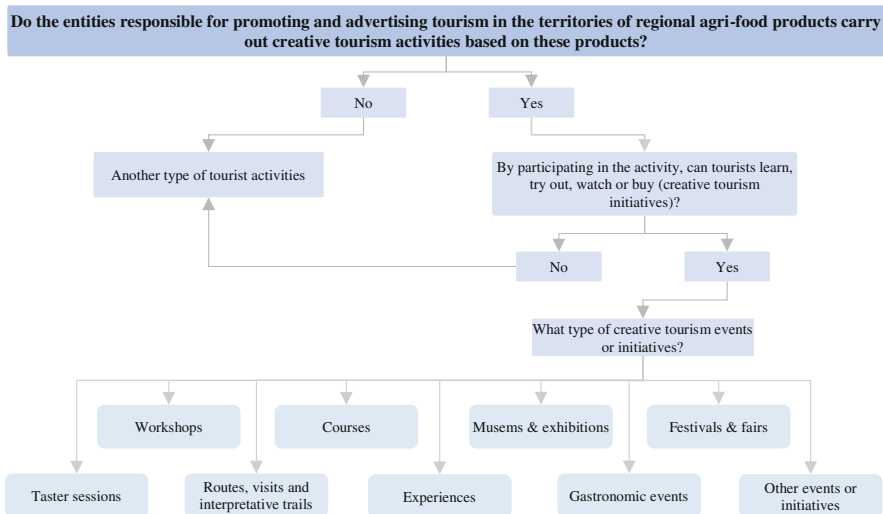 Do the entities responsible for promoting and advertising tourism in the territories of regional agri-food products carry
out creative tourism activities based on these products?
No
Yes
Another type of tourist activities
By participating in the activity, can tourists learn,
try out, watch or buy (creative tourism
initiatives)?
No
Yes
What type of creative tourism events
or initiatives?
Workshops
Courses
Musems & exhibitions
Festivals & fairs
Taster sessions
Routes, visits and
interpretative trails
Experiences
Gastronomic events
Other events or
initiatives